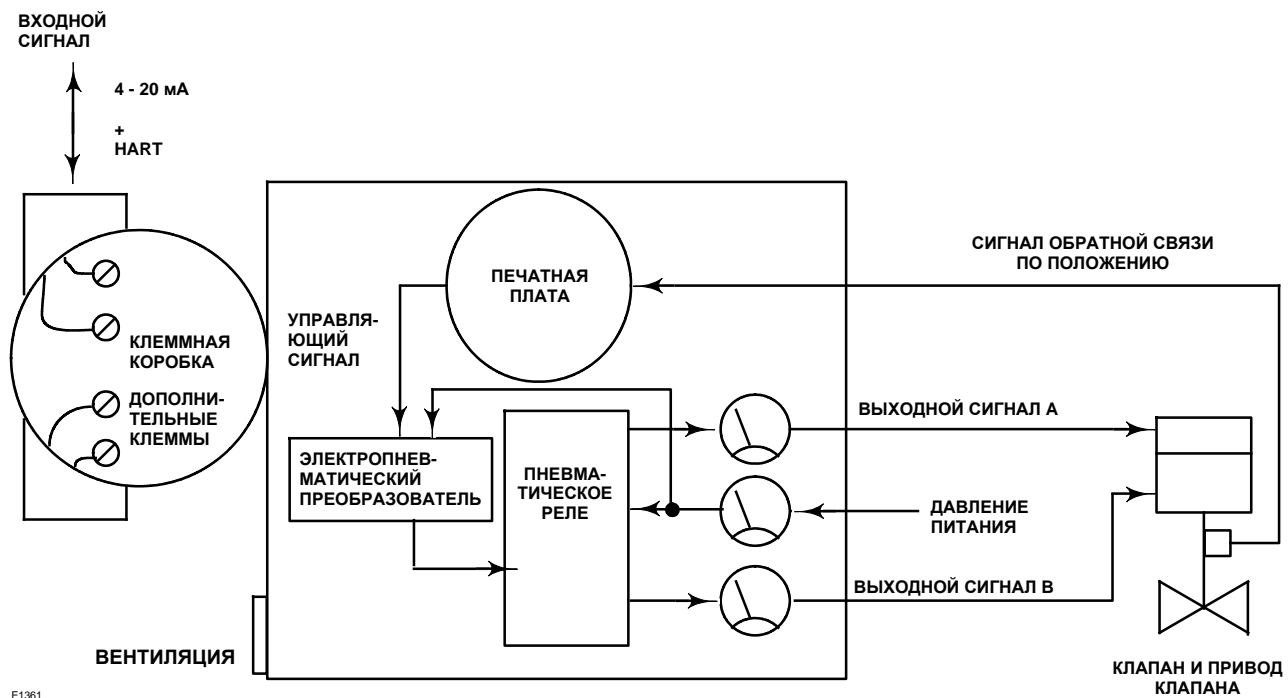 ВХОДНОЙ
СИГНАЛ
4 - 20 мА
+
HART
КЛЕММНАЯ
КОРОБКА
ДОПОЛНИ-
ТЕЛЬНЫЕ
КЛЕММЫ
ПЕЧАТНАЯ
ПЛАТА
УПРАВЛЯ-
ЮЩИЙ
СИГНАЛ
СИГНАЛ ОБРАТНОЙ СВЯЗИ
ПО ПОЛОЖЕНИЮ
ЭЛЕКТРОПНЕВ-
МАТИЧЕСКИЙ
ПРЕОБРАЗОВАТЕЛЬ
ПНЕВМА-
ТИЧЕСКОЕ
РЕЛЕ
ВЫХОДНОЙ СИГНАЛ А
ДАВЛЕНИЕ
ПИТАНИЯ
ВЫХОДНОЙ СИГНАЛ В
ВЕНТИЛЯЦИЯ
КЛАПАН И ПРИВОД
КЛАПАНА
E1361